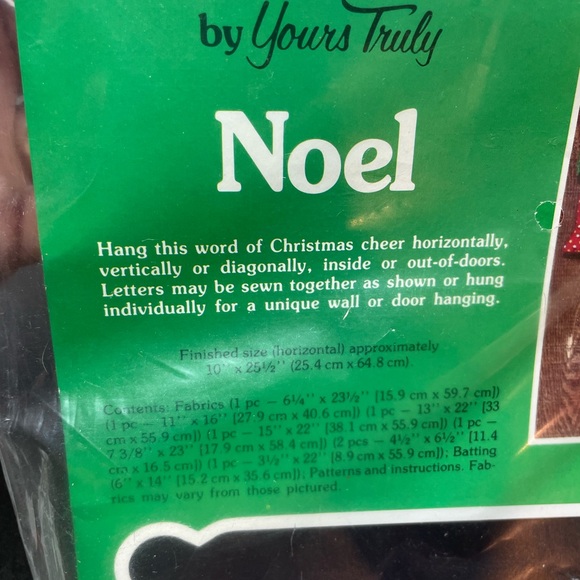 by Yours Truly
Noel
Hang this word of Christmas cheer horizontally,
vertically or diagonally, inside or out-of-doors.
Letters may be sewn together as shown or hung
individually for a unique wall or door hanging.
Finished size (horizontal) approximately
10" x 25½" (25.4 cm x 64.8 cm).
Contents: Fabrics (1 pc — 6¼" x 23½" [15.9 cm x 59.7 cm])
(1 pc — 11" x 16" [27.9 cm x 40.6 cm]) (1 pc — 13" x 22" [33
cm x 55.9 cm]) (1 pc — 15" x 22" [38.1 cm x 55.9 cm]) (1 pc —
7 3/8" x 23" [17.9 cm x 58.4 cm]) (2 pcs — 4½" x 6½" [11.4
cm x 16.5 cm]) (1 pc — 3½" x 22" [8.9 cm x 55.9 cm]); Batting
(6" x 14" [15.2 cm x 35.6 cm]); Patterns and instructions. Fab-
rics may vary from those pictured.